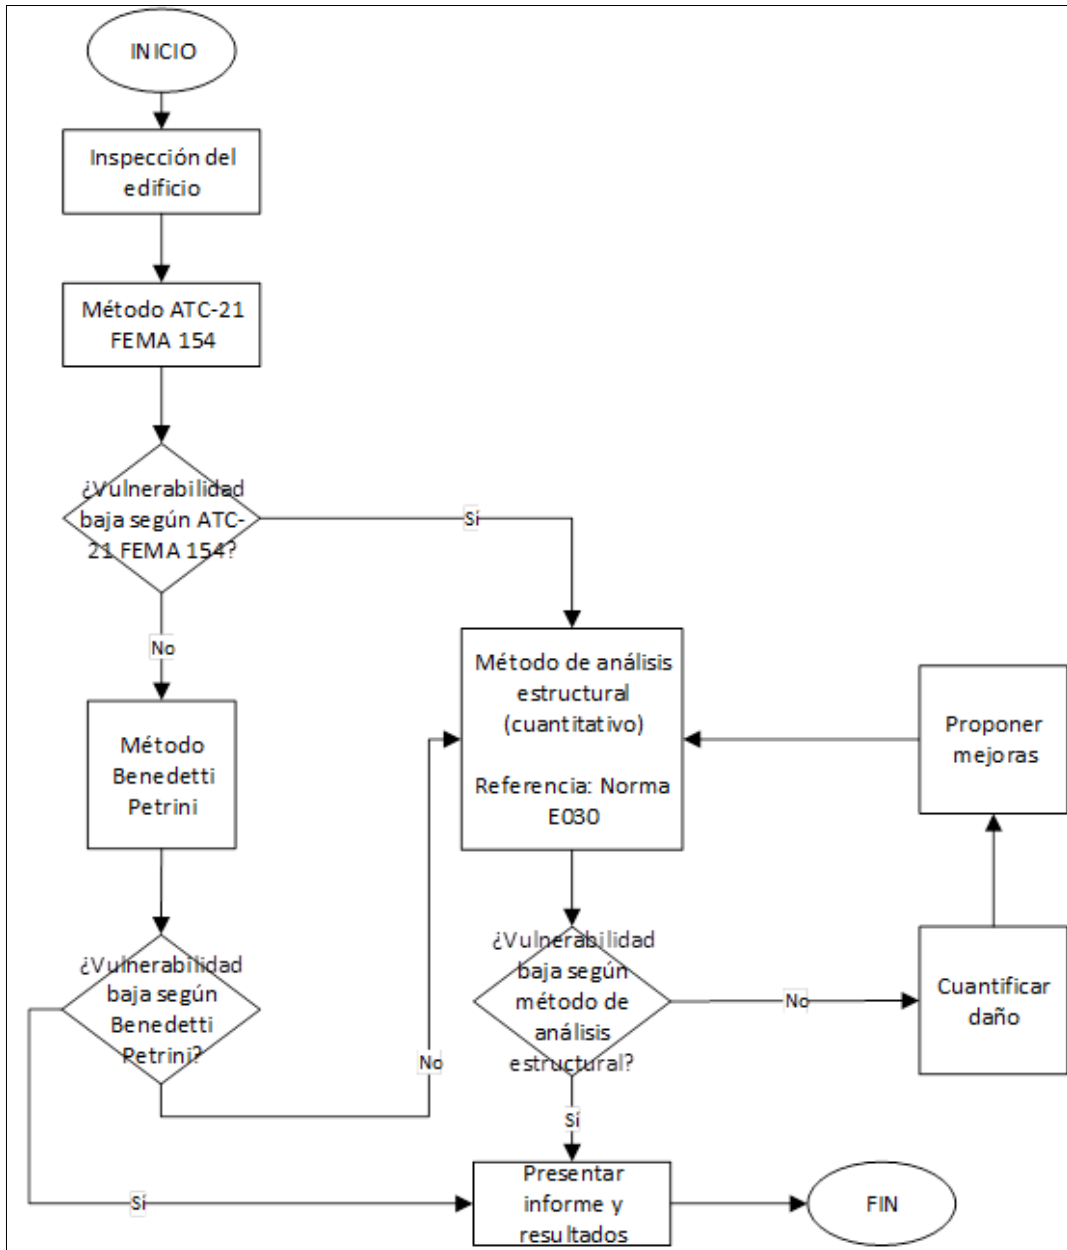 INICIO
Inspección del
edificio
Método ATC-21
FEMA 154
¿Vulnerabilidad
baja según ATC-
21 FEMA 154?
Sí
No
Método
Benedetti
Petrini
Método de análisis
estructural
(cuantitativo)
Referencia: Norma
E030
Proponer
mejoras
¿Vulnerabilidad
baja según
Benedetti
Petrini?
No
¿Vulnerabilidad
baja según
método de
análisis
estructural?
No
Cuantificar
daño
Sí
Sí
Presentar
informe y
resultados
FIN